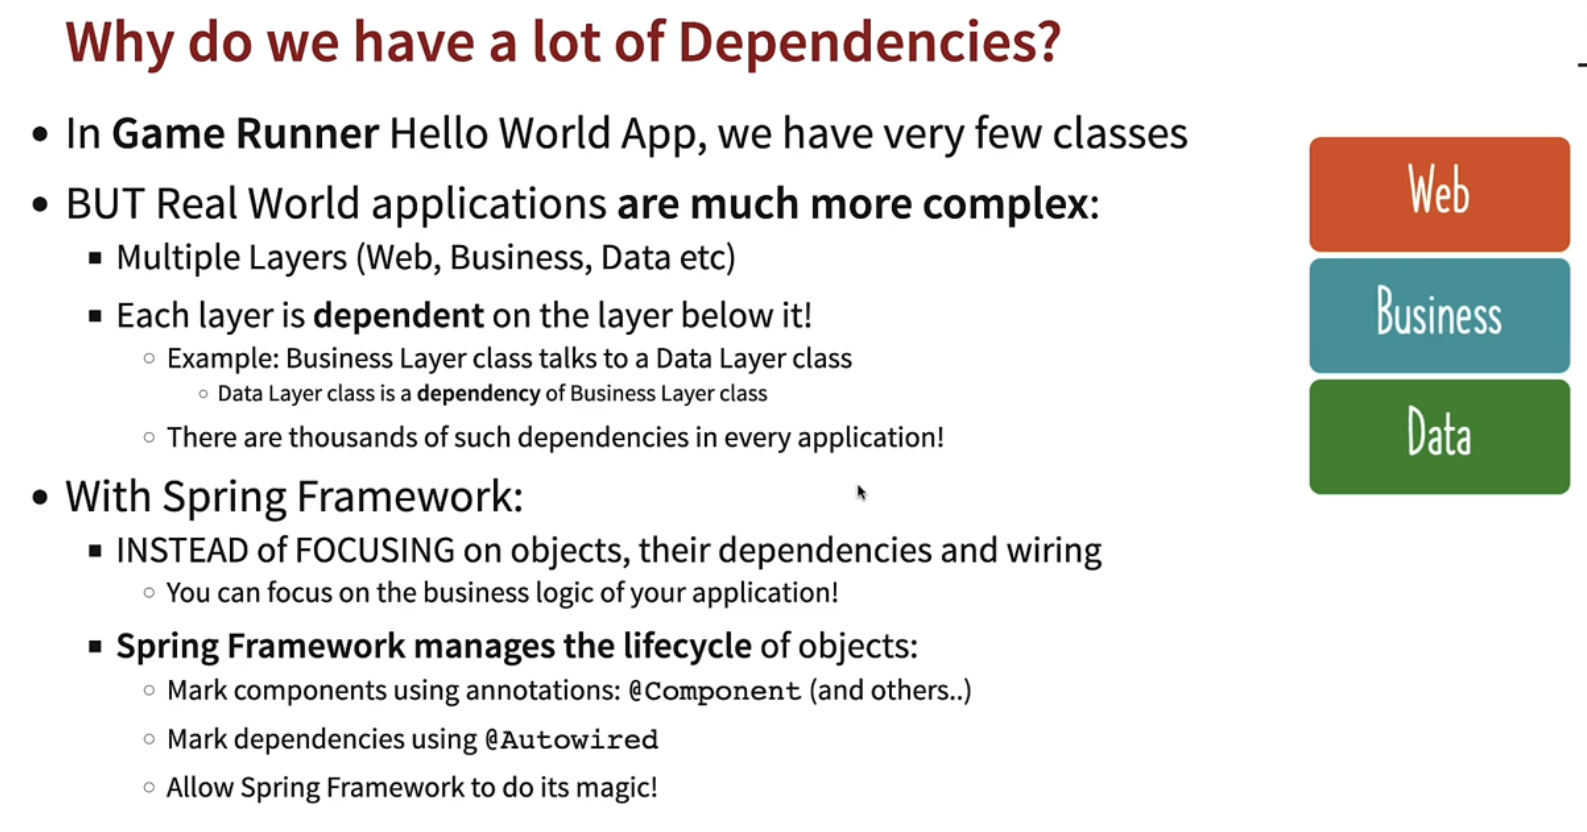 Why do we have a lot of Dependencies?
In Game Runner Hello World App, we have very few classes
BUT Real World applications are much more complex:
Multiple Layers (Web, Business, Data etc)
Each layer is dependent on the layer below it!
Example: Business Layer class talks to a Data Layer class
Data Layer class is a dependency of Business Layer class
There are thousands of such dependencies in every application!
With Spring Framework:
INSTEAD of FOCUSING on objects, their dependencies and wiring
You can focus on the business logic of your application!
Spring Framework manages the lifecycle of objects:
Mark components using annotations: @Component (and others..)
Mark dependencies using @Autowired
Allow Spring Framework to do its magic!
Web
Business
Data